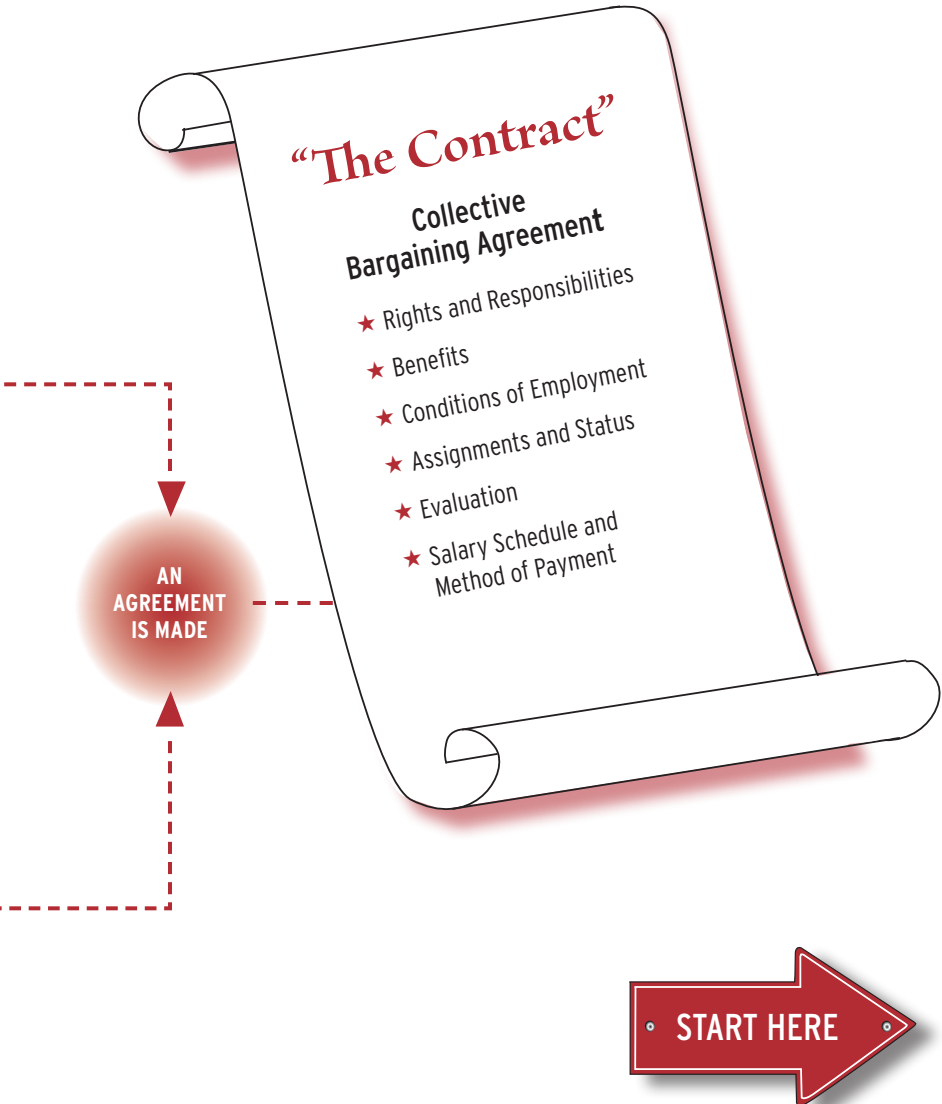 “The Contract”
Collective
Bargaining Agreement
★ Rights and Responsibilities
★ Benefits
★ Conditions of Employment
★ Assignments and Status
★ Evaluation
★ Salary Schedule and
Method of Payment
AN
AGREEMENT
IS MADE
START HERE